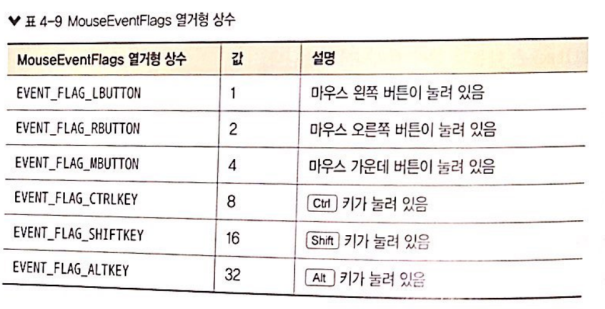 ♥ 표 4-9 MouseEventFlags 열거형 상수
MouseEventFlags 열거형 상수 값 설명
EVENT_FLAG_LBUTTON 1 마우스 왼쪽 버튼이 눌려 있음
EVENT_FLAG_RBUTTON 2 마우스 오른쪽 버튼이 눌려 있음
EVENT_FLAG_MBUTTON 4 마우스 가운데 버튼이 눌려 있음
EVENT_FLAG_CTRLKEY 8 Ctrl 키가 눌려 있음
EVENT_FLAG_SHIFTKEY 16 Shift 키가 눌려 있음
EVENT_FLAG_ALTKEY 32 Alt 키가 눌려 있음